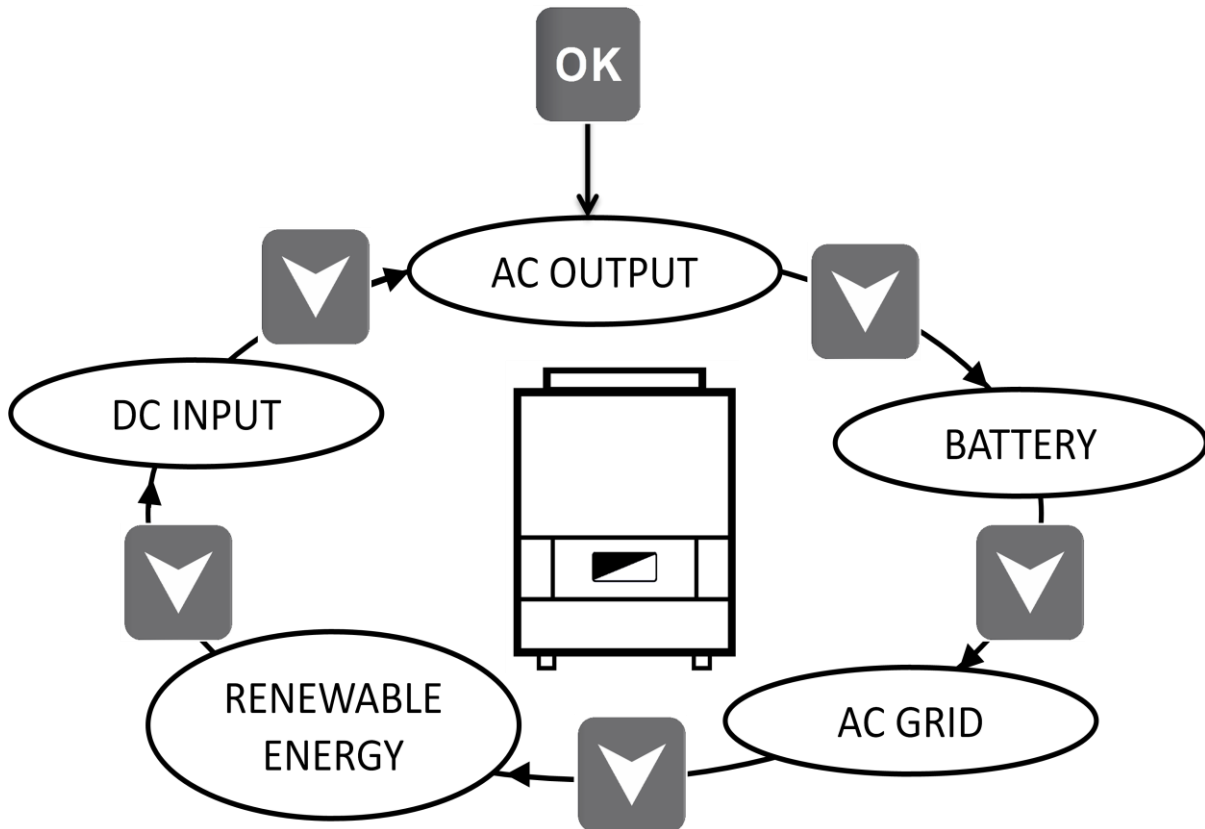 OK
AC OUTPUT
DC INPUT
BATTERY
RENEWABLE
ENERGY
AC GRID